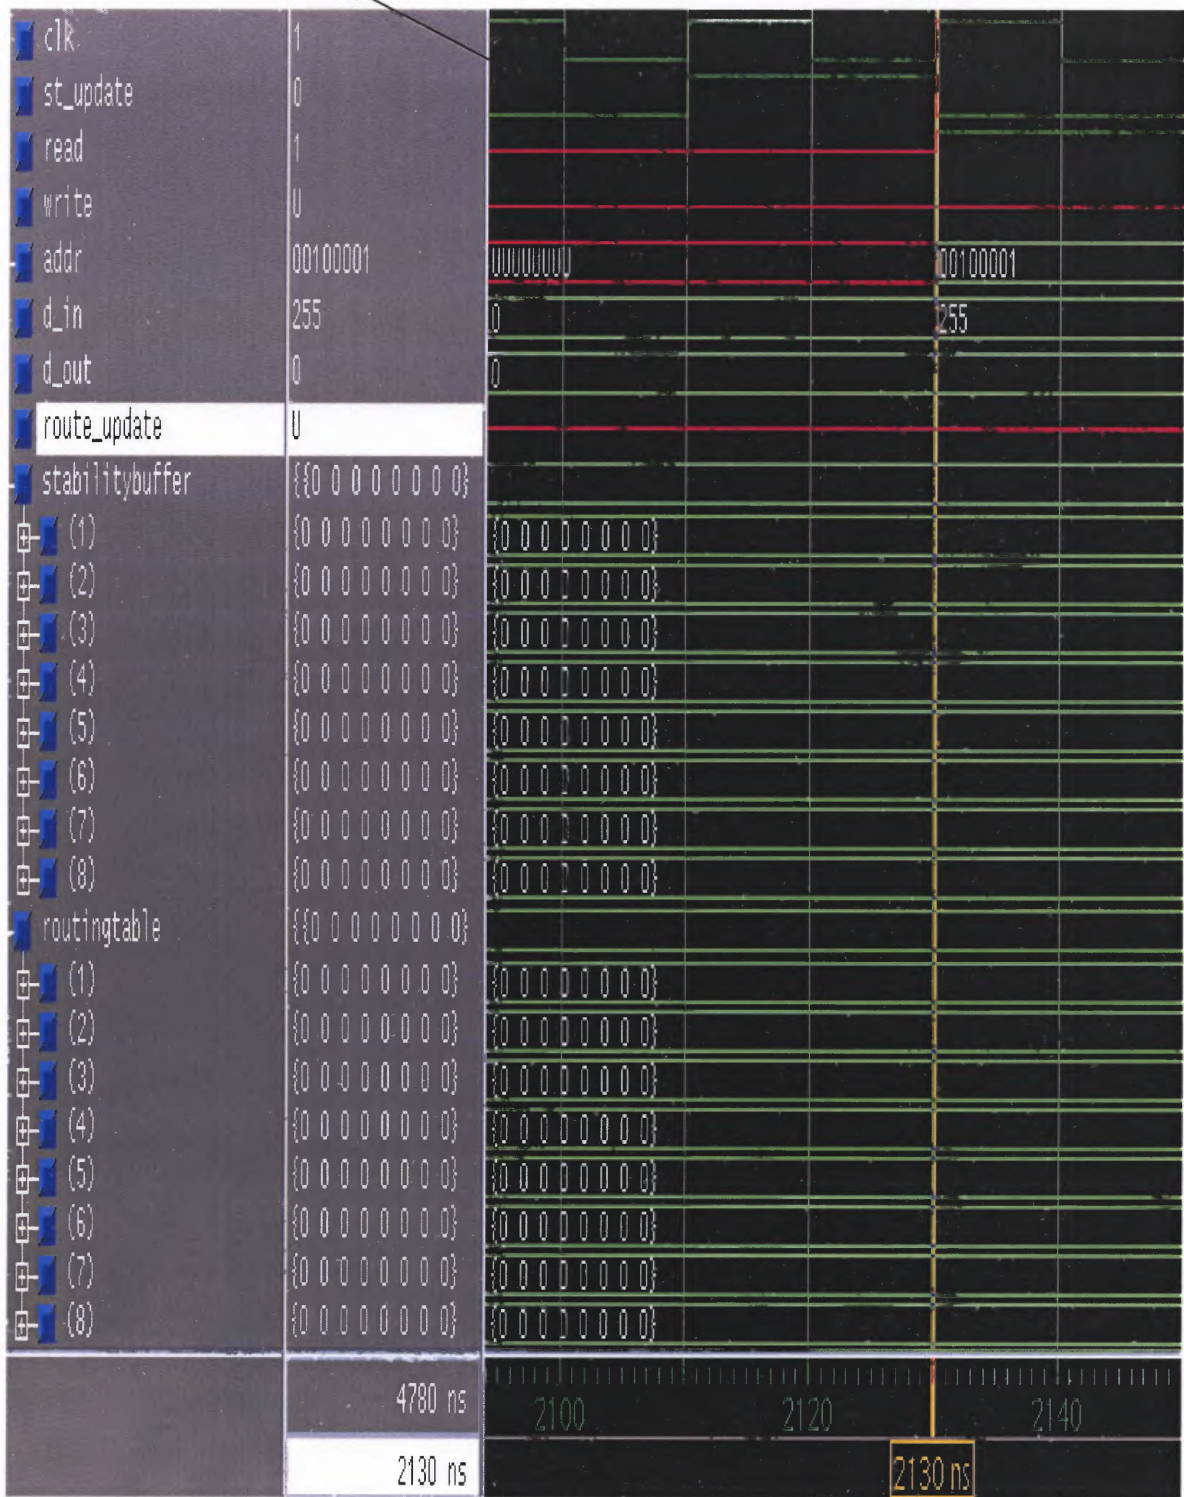 clk 1
st_update 0
read 1
write U
addr 00100001 UUUUUUUU 00100001
d_in 255 0 255
d_out 0 0
route_update U
stabilitybuffer {{0 0 0 0 0 0 0 0}
(1) {0 0 0 0 0 0 0 0} {0 0 0 0 0 0 0 0}
(2) {0 0 0 0 0 0 0 0} {0 0 0 0 0 0 0 0}
(3) {0 0 0 0 0 0 0 0} {0 0 0 0 0 0 0 0}
(4) {0 0 0 0 0 0 0 0} {0 0 0 0 0 0 0 0}
(5) {0 0 0 0 0 0 0 0} {0 0 0 0 0 0 0 0}
(6) {0 0 0 0 0 0 0 0} {0 0 0 0 0 0 0 0}
(7) {0 0 0 0 0 0 0 0} {0 0 0 0 0 0 0 0}
(8) {0 0 0 0 0 0 0 0} {0 0 0 0 0 0 0 0}
routingtable {{0 0 0 0 0 0 0 0}
(1) {0 0 0 0 0 0 0 0} {0 0 0 0 0 0 0 0}
(2) {0 0 0 0 0 0 0 0} {0 0 0 0 0 0 0 0}
(3) {0 0 0 0 0 0 0 0} {0 0 0 0 0 0 0 0}
(4) {0 0 0 0 0 0 0 0} {0 0 0 0 0 0 0 0}
(5) {0 0 0 0 0 0 0 0} {0 0 0 0 0 0 0 0}
(6) {0 0 0 0 0 0 0 0} {0 0 0 0 0 0 0 0}
(7) {0 0 0 0 0 0 0 0} {0 0 0 0 0 0 0 0}
(8) {0 0 0 0 0 0 0 0} {0 0 0 0 0 0 0 0}
4780 ns 2100 2120 2140
2130 ns 2130 ns